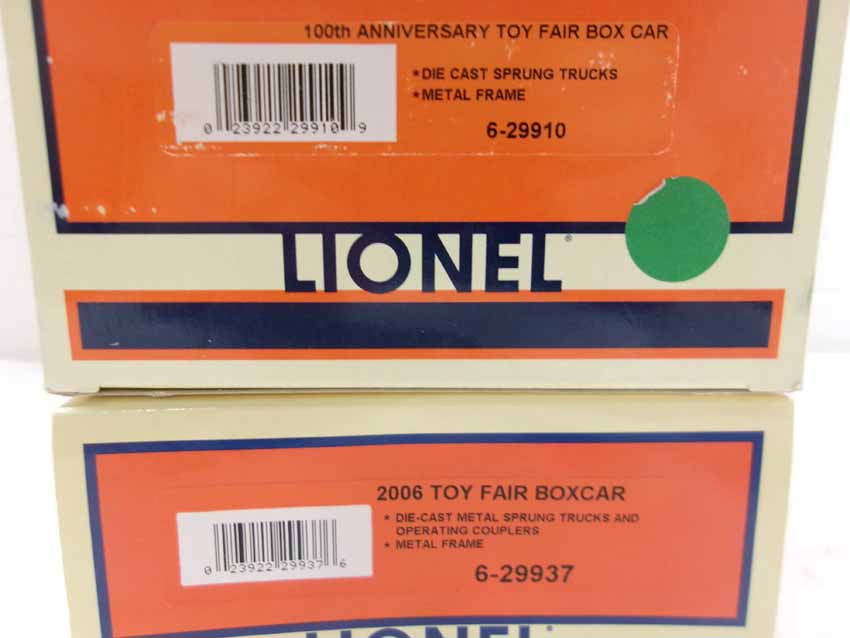 100th ANNIVERSARY TOY FAIR BOX CAR
* DIE CAST SPRUNG TRUCKS
* METAL FRAME
0 23922 29910 9
6-29910
LIONEL®
2006 TOY FAIR BOXCAR
* DIE-CAST METAL SPRUNG TRUCKS AND
OPERATING COUPLERS
* METAL FRAME
0 23922 29937 6
6-29937
LIONEL